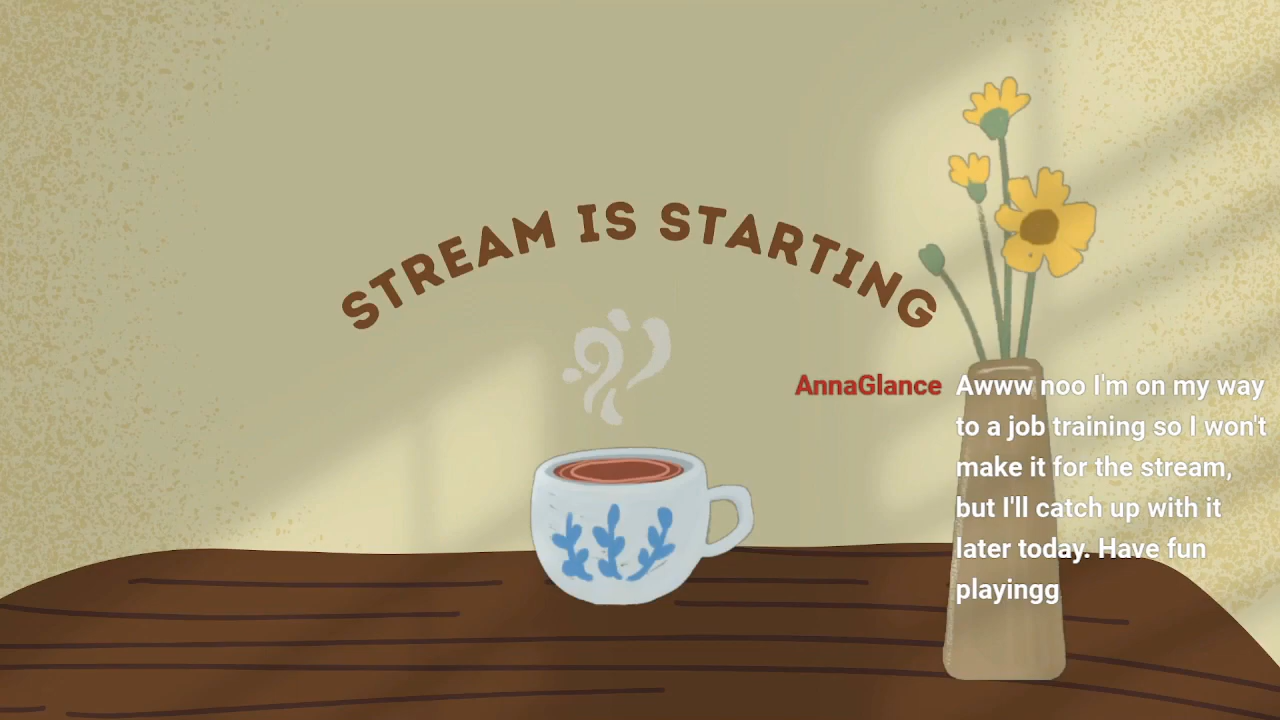 STREAM IS STARTING
AnnaGlance Awww noo I'm on my way
to a job training so I won't
make it for the stream,
but I'll catch up with it
later today. Have fun
playingg